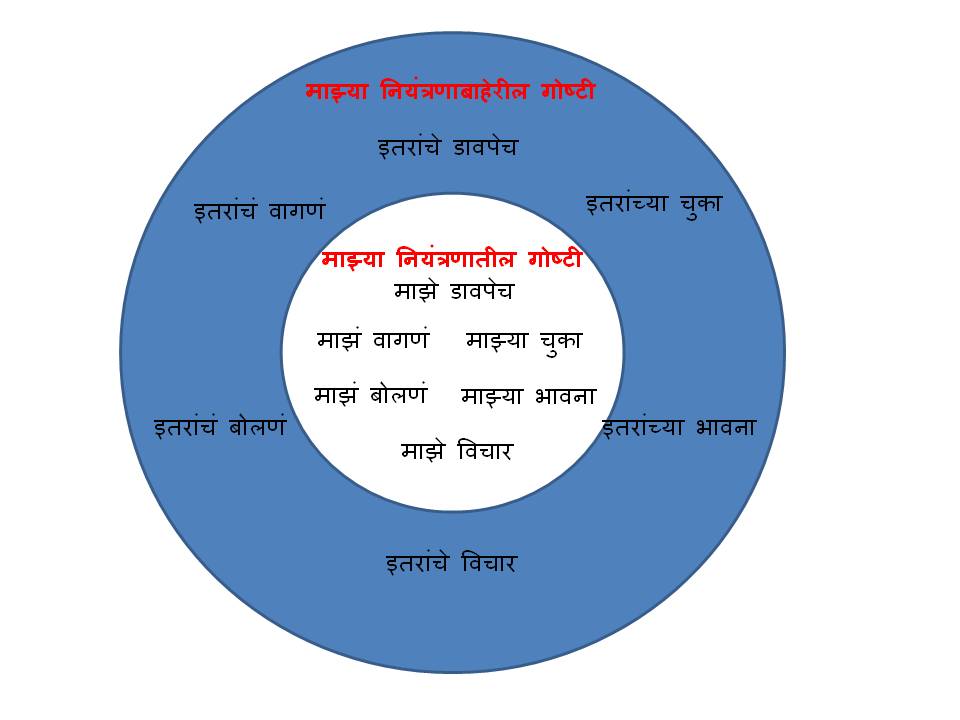 माझ्या नियंत्रणाबाहेरील गोष्टी
इतरांचे डावपेच
इतरांच्या चुका
इतरांचं वागणं
माझ्या नियंत्रणातील गोष्टी
माझे डावपेच
माझं वागणं माझ्या चुका
माझं बोलणं माझ्या भावना
इतरांचं बोलणं इतरांच्या भावना
माझे विचार
इतरांचे विचार